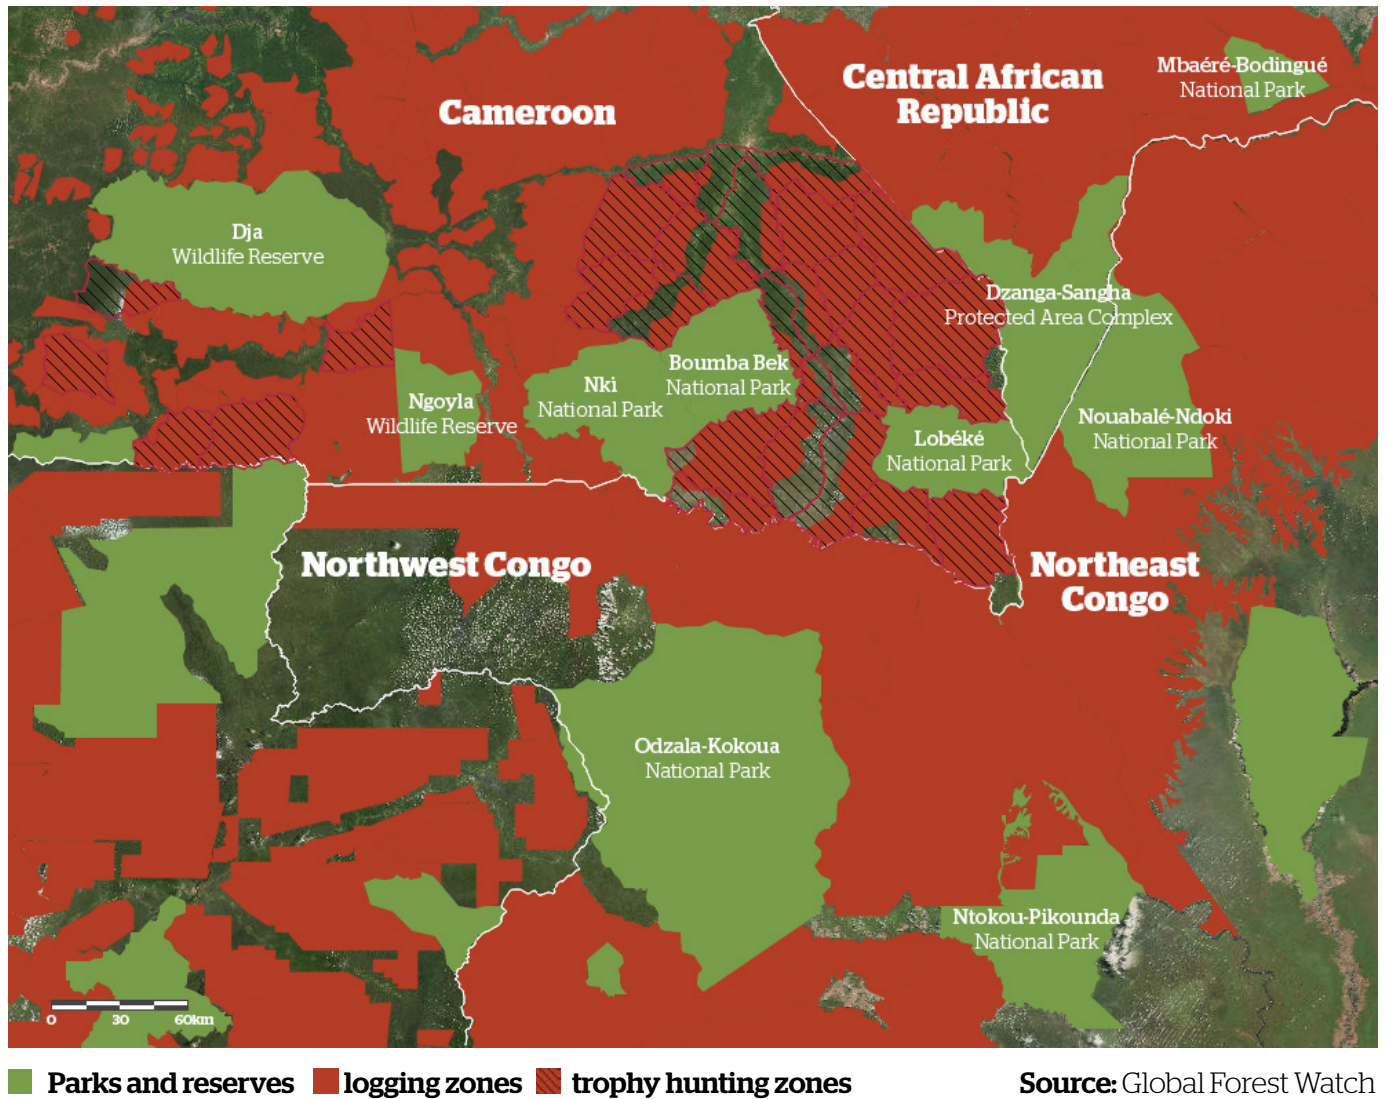 Mbaéré-Bodingué
National Park
Central African
Republic
Cameroon
Dja
Wildlife Reserve
Dzanga-Sangha
Protected Area Complex
Boumba Bek
National Park
Nki
National Park
Ngoyla
Wildlife Reserve
Nouabalé-Ndoki
National Park
Lobéké
National Park
Northwest Congo
Northeast
Congo
Odzala-Kokoua
National Park
Ntokou-Pikounda
National Park
0 30 60km
Parks and reserves logging zones trophy hunting zones Source: Global Forest Watch